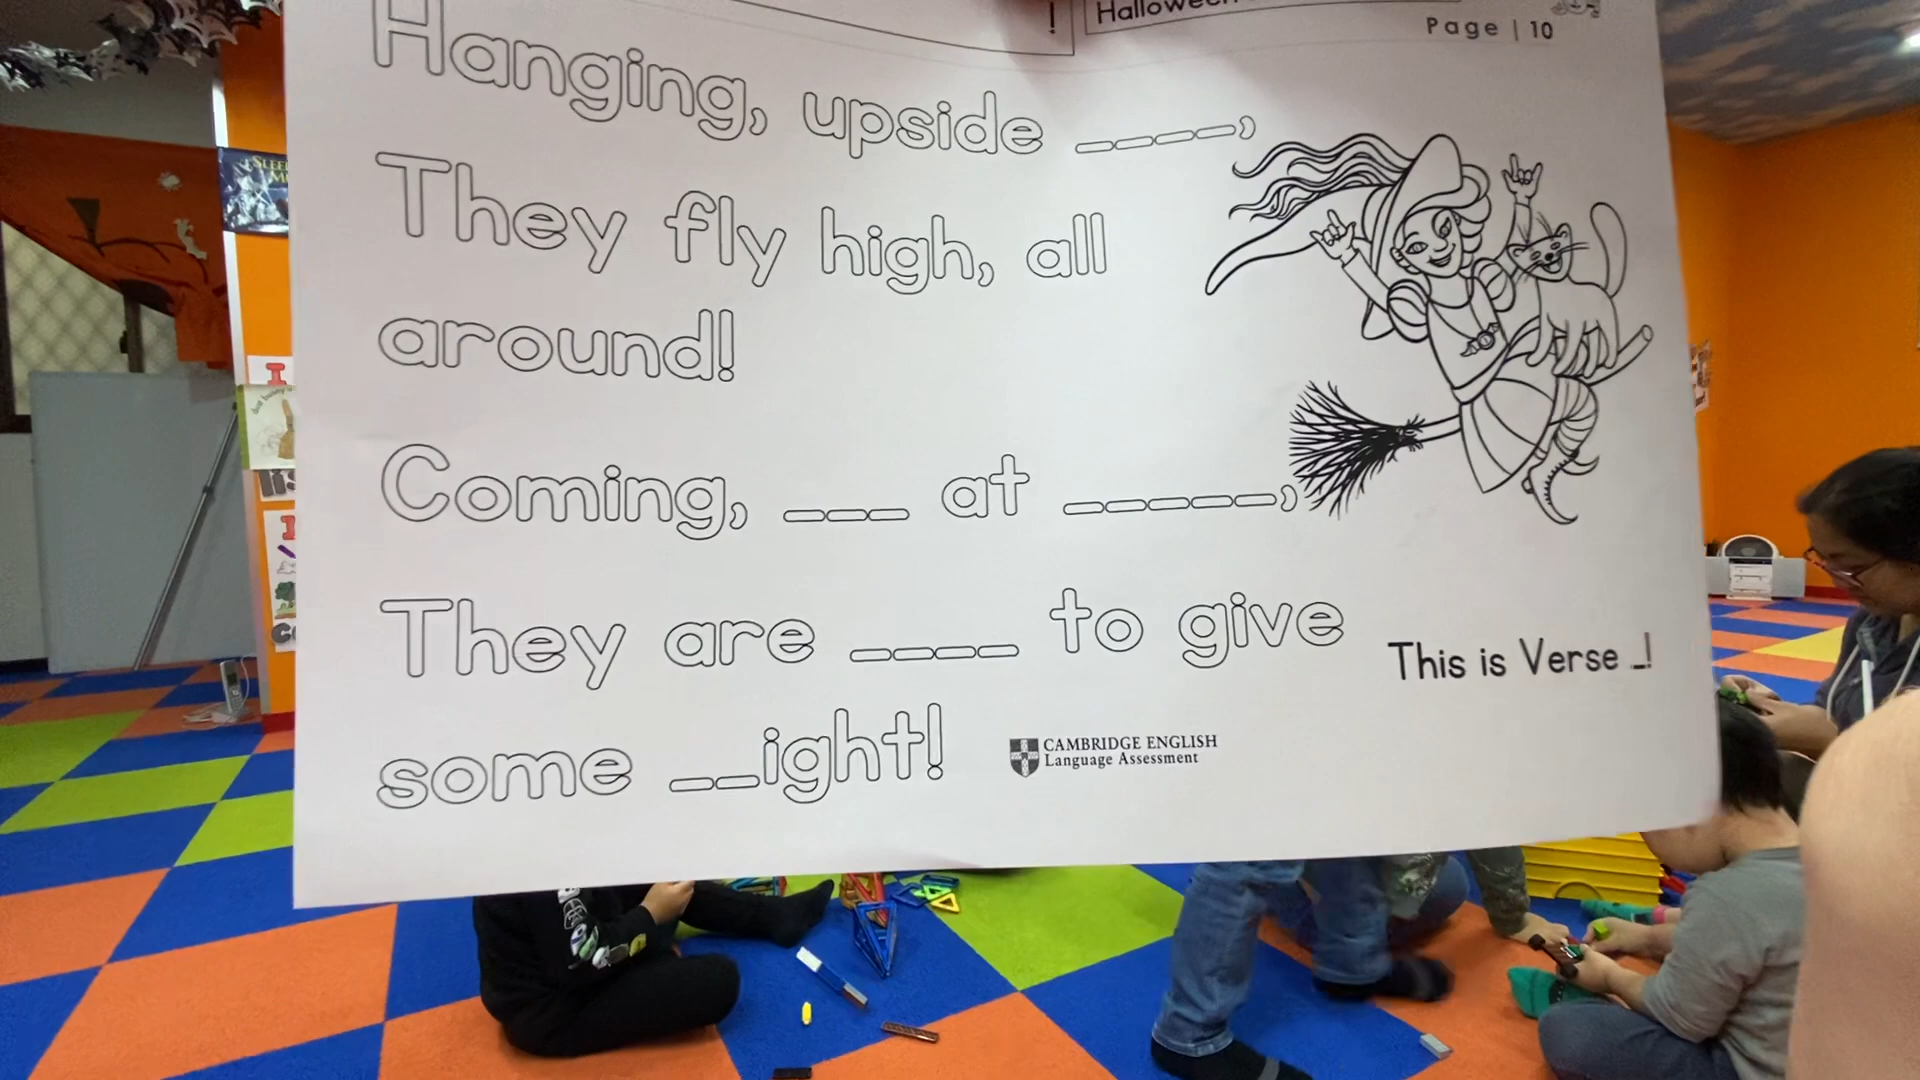 !
Halloween
Page | 10
Hanging, upside ____,
They fly high, all
around!
Coming, ___ at _____,
They are ____ to give
some __ight!
This is Verse _!
CAMBRIDGE ENGLISH
Language Assessment